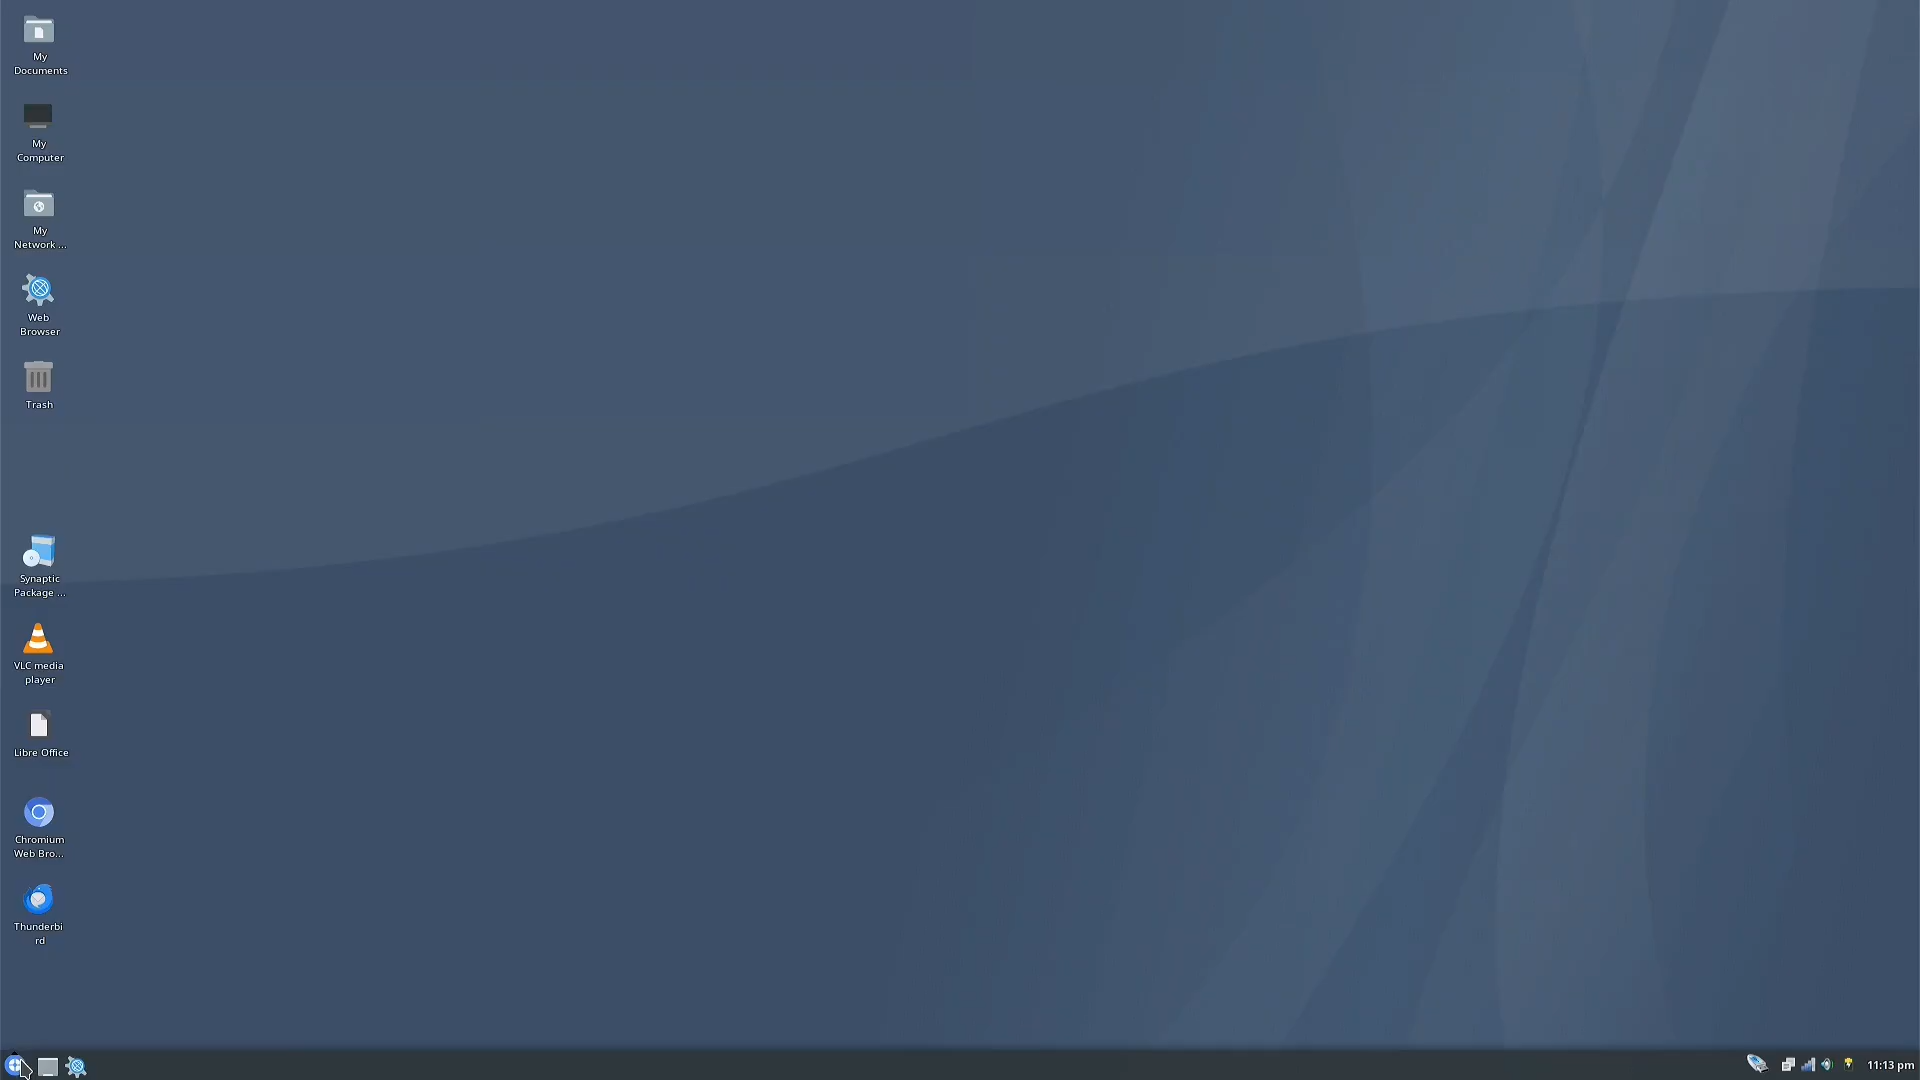 My
Documents
My
Computer
My
Network ...
Web
Browser
Trash
Synaptic
Package ...
VLC media
player
Libre Office
Chromium
Web Bro...
Thunderbi
rd
11:13 pm